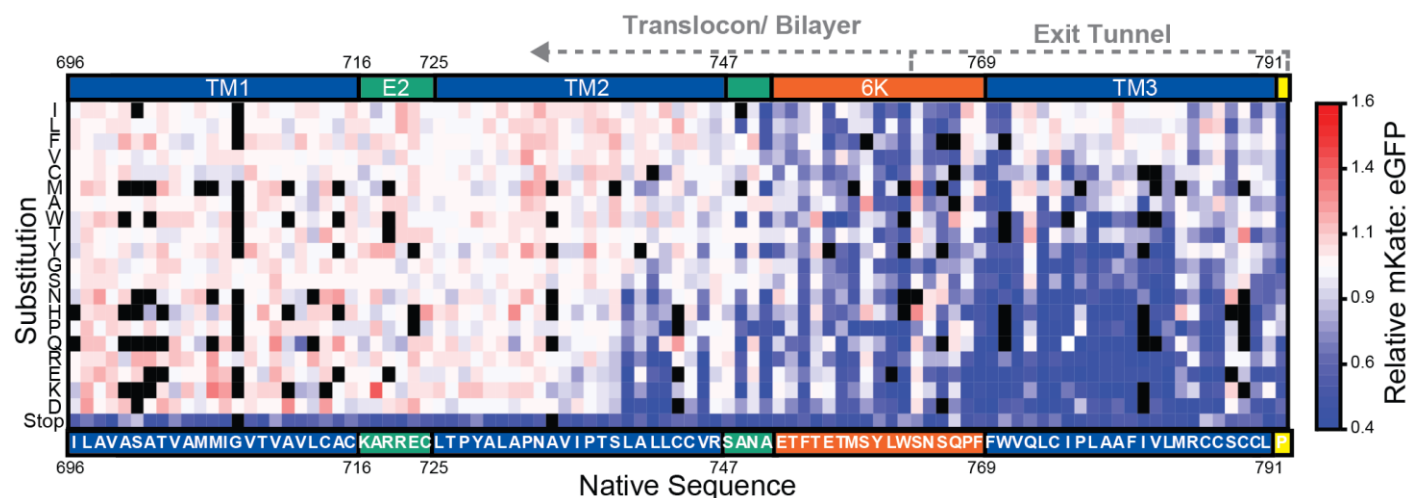 Translocon/ Bilayer
Exit Tunnel
696 716 725 747 769 791
TM1 E2 TM2 6K TM3
Substitution
I
L
F
V
C
M
A
W
T
Y
G
S
N
H
P
Q
R
E
K
D
Stop
ILAVASATVAMMIGVTVAVLCAC KARREC LTPYALAPNAVIPTSLALLCCVR SANA ETFTETMSYLWSNSQPF FWVQLCIPLAAFIVLMRCCSCCL P
696 716 725 747 769 791
Native Sequence
1.6
1.4
1.1
0.9
0.6
0.4
Relative mKate: eGFP